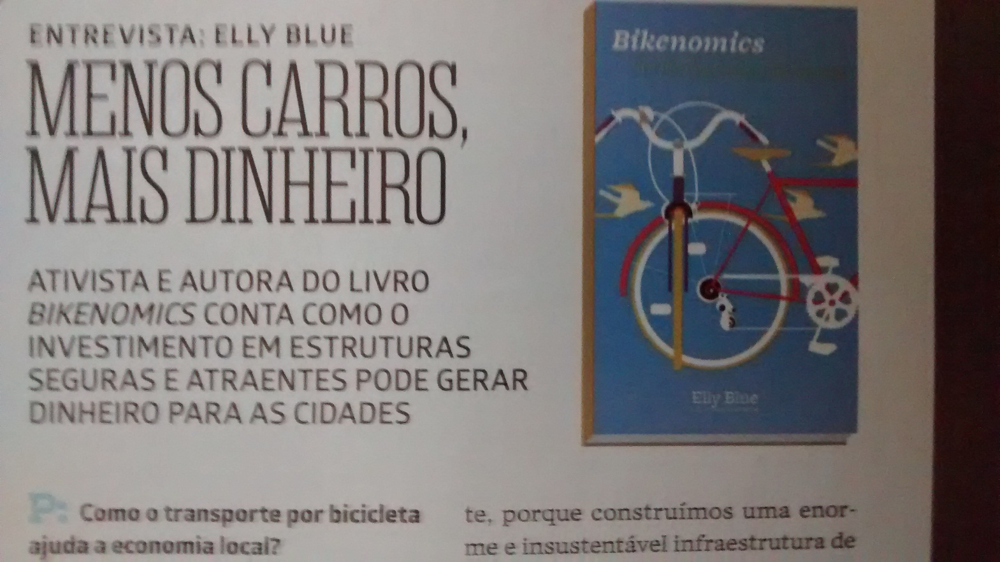 ENTREVISTA: ELLY BLUE
MENOS CARROS,
MAIS DINHEIRO
ATIVISTA E AUTORA DO LIVRO
BIKENOMICS CONTA COMO O
INVESTIMENTO EM ESTRUTURAS
SEGURAS E ATRAENTES PODE GERAR
DINHEIRO PARA AS CIDADES
P: Como o transporte por bicicleta
ajuda a economia local?
te, porque construímos uma enor-
me e insustentável infraestrutura de
Bikenomics
Elly Blue